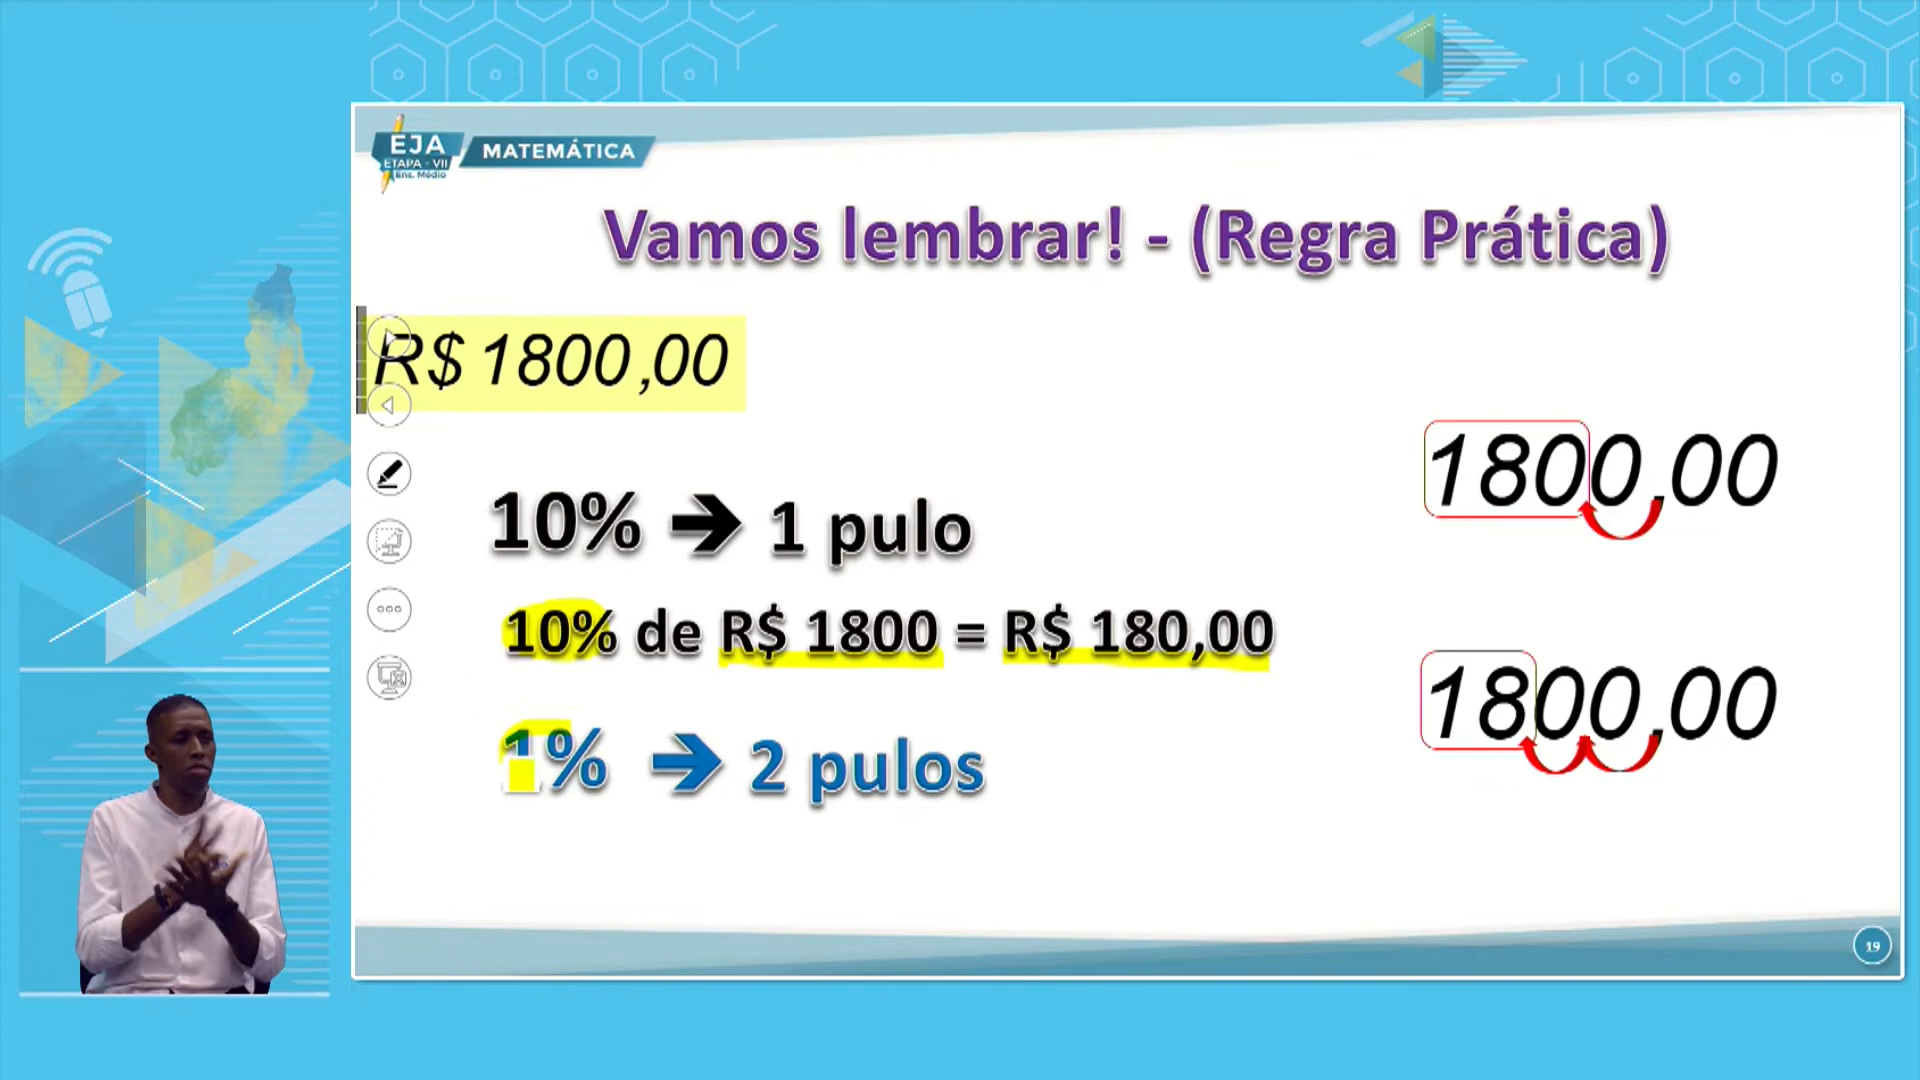 EJA
ETAPA - VII
Ens. Médio
MATEMÁTICA
Vamos lembrar! - (Regra Prática)
R$ 1800,00
1800,00
10% ➔ 1 pulo
10% de R$ 1800 = R$ 180,00
1800,00
1% ➔ 2 pulos
19